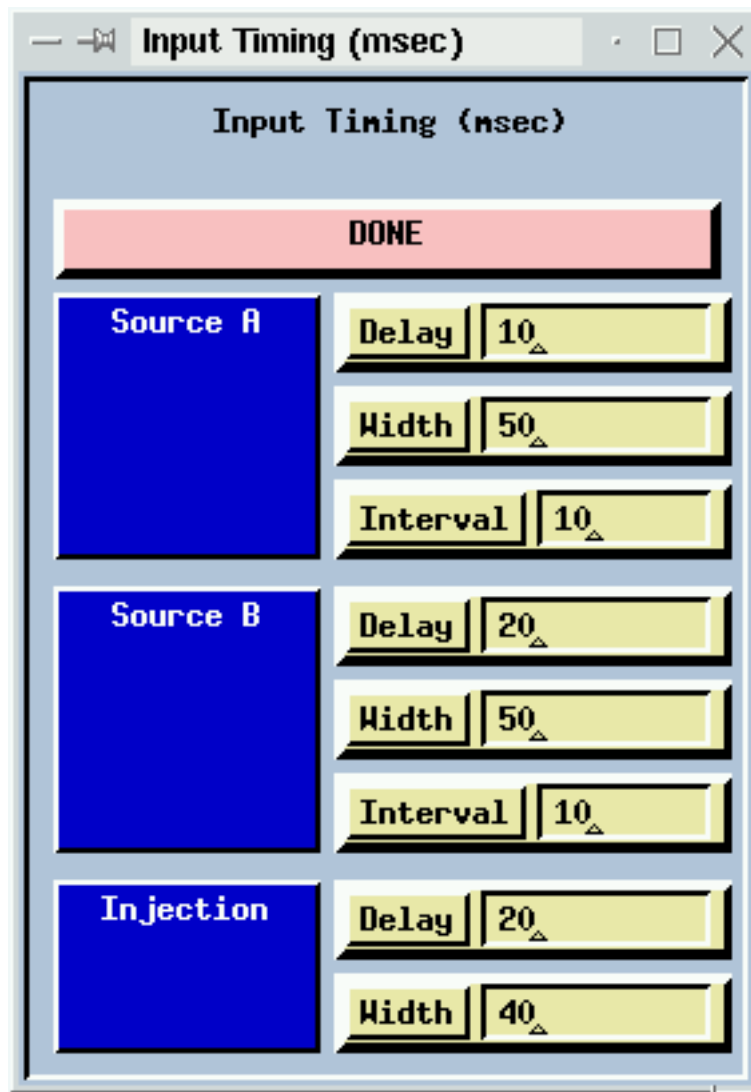 Input Timing (msec)
Input Timing (msec)
DONE
Source A
Delay 10
Width 50
Interval 10
Source B
Delay 20
Width 50
Interval 10
Injection
Delay 20
Width 40